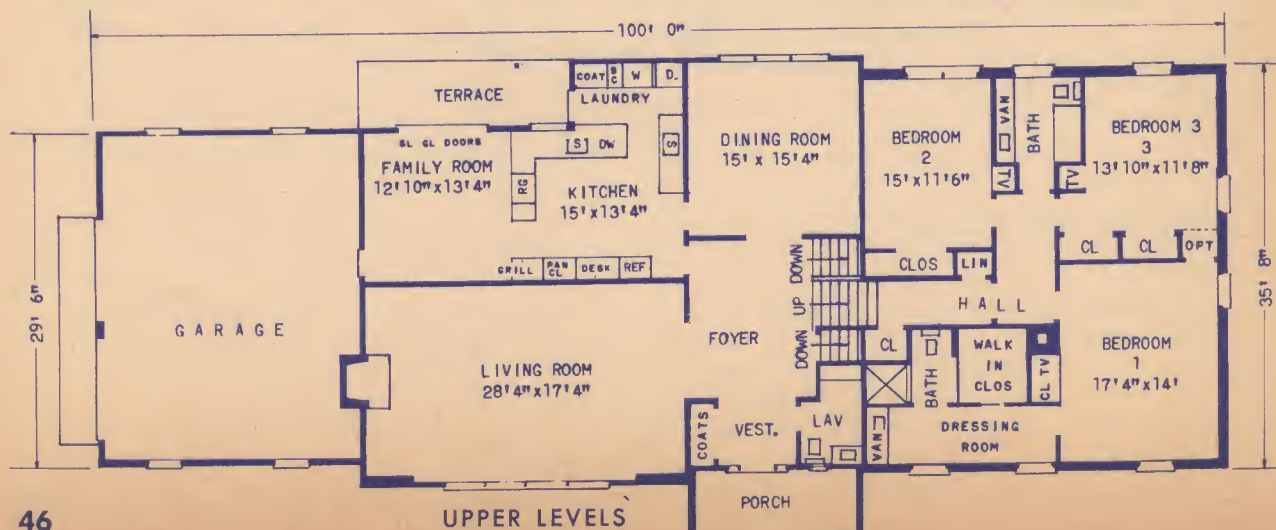 100' 0"
COAT BC W D.
TERRACE
LAUNDRY
SL GL DOORS
FAMILY ROOM
12'10"x13'4"
S DW
S
RG
KITCHEN
15'x13'4"
DINING ROOM
15' x 15'4"
BEDROOM
2
15'x11'6"
VAN
BATH
TV
TV
BEDROOM 3
3
13'10"x11'8"
GRILL PAN CL DESK REF
DOWN
UP
DOWN
CLOS
LIN
CL CL OPT
HALL
29' 6"
35' 8"
GARAGE
LIVING ROOM
28'4"x17'4"
FOYER
CL
BATH
WALK
IN
CLOS
CL TV
BEDROOM
1
17'4"x14'
COATS
VEST.
LAV
VAN
DRESSING
ROOM
PORCH
46
UPPER LEVELS